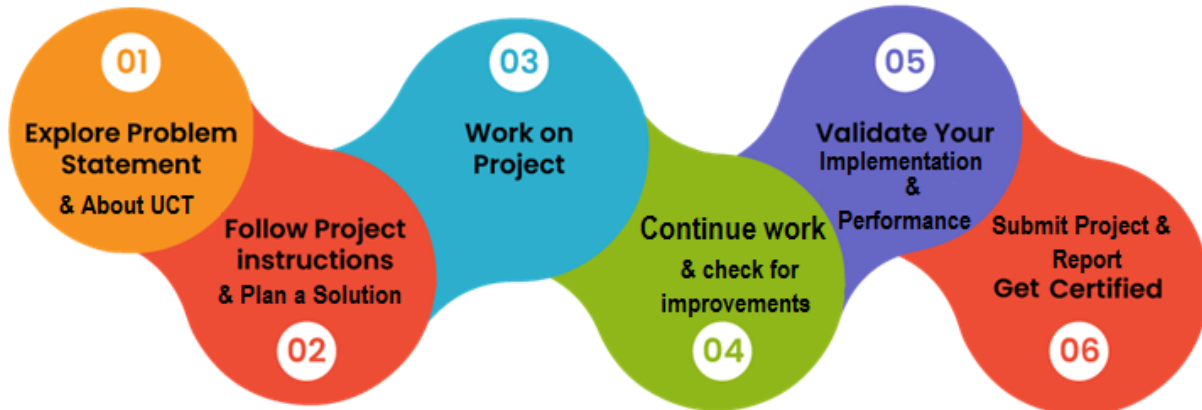 01
Explore Problem
Statement
& About UCT
Follow Project
instructions
& Plan a Solution
02
03
Work on
Project
Continue work
& check for
improvements
04
05
Validate Your
Implementation
&
Performance
Submit Project &
Report
Get Certified
06